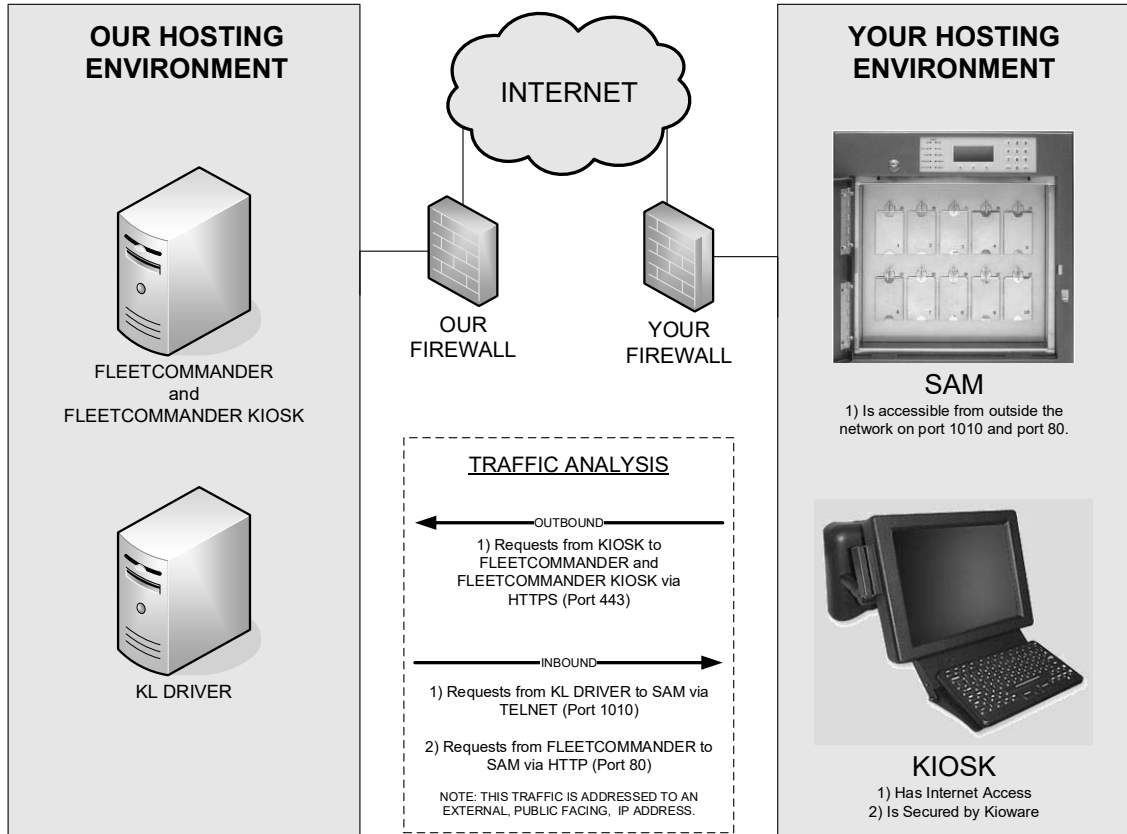 OUR HOSTING
ENVIRONMENT
FLEETCOMMANDER
and
FLEETCOMMANDER KIOSK
KL DRIVER
INTERNET
OUR
FIREWALL
YOUR
FIREWALL
TRAFFIC ANALYSIS
OUTBOUND
1) Requests from KIOSK to
FLEETCOMMANDER and
FLEETCOMMANDER KIOSK via
HTTPS (Port 443)
INBOUND
1) Requests from KL DRIVER to SAM via
TELNET (Port 1010)
2) Requests from FLEETCOMMANDER to
SAM via HTTP (Port 80)
NOTE: THIS TRAFFIC IS ADDRESSED TO AN
EXTERNAL, PUBLIC FACING, IP ADDRESS.
YOUR HOSTING
ENVIRONMENT
SAM
1) Is accessible from outside the
network on port 1010 and port 80.
KIOSK
1) Has Internet Access
2) Is Secured by Kioware